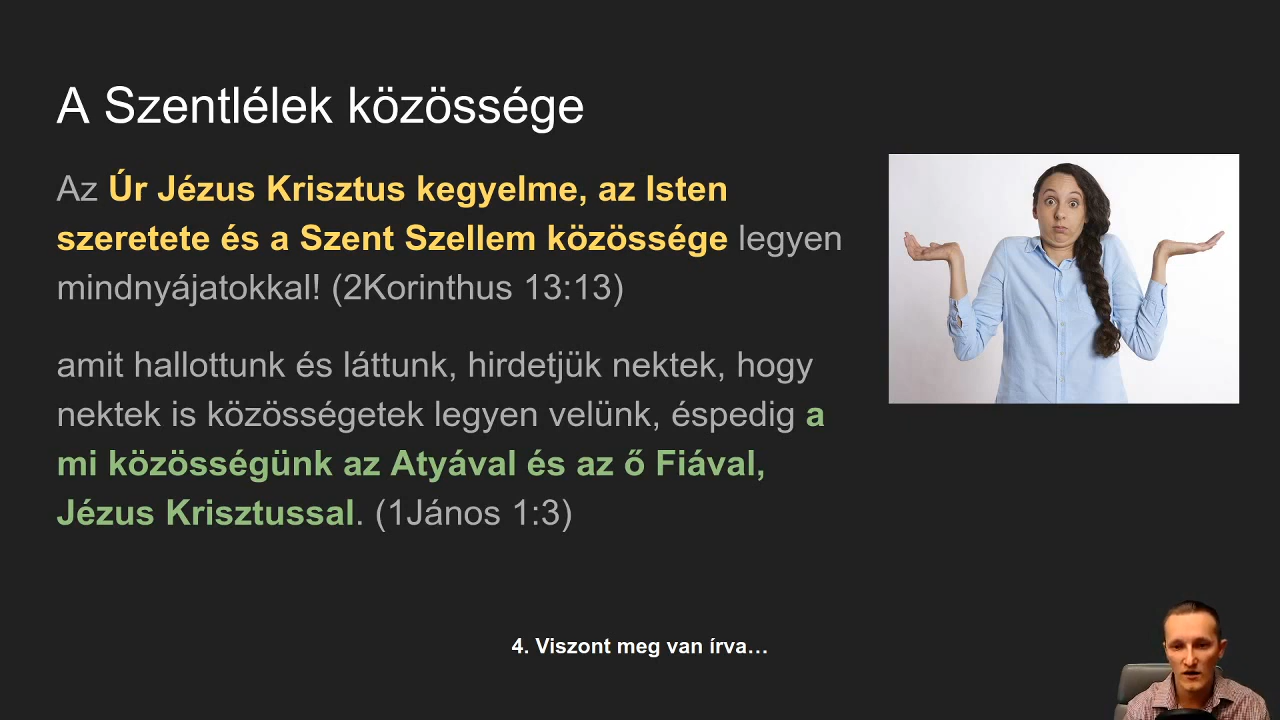 A Szentlélek közössége
Az Úr Jézus Krisztus kegyelme, az Isten
szeretete és a Szent Szellem közössége legyen
mindnyájatokkal! (2Korinthus 13:13)
amit hallottunk és láttunk, hirdetjük nektek, hogy
nektek is közösségetek legyen velünk, éspedig a
mi közösségünk az Atyával és az ő Fiával,
Jézus Krisztussal. (1János 1:3)
4. Viszont meg van írva…